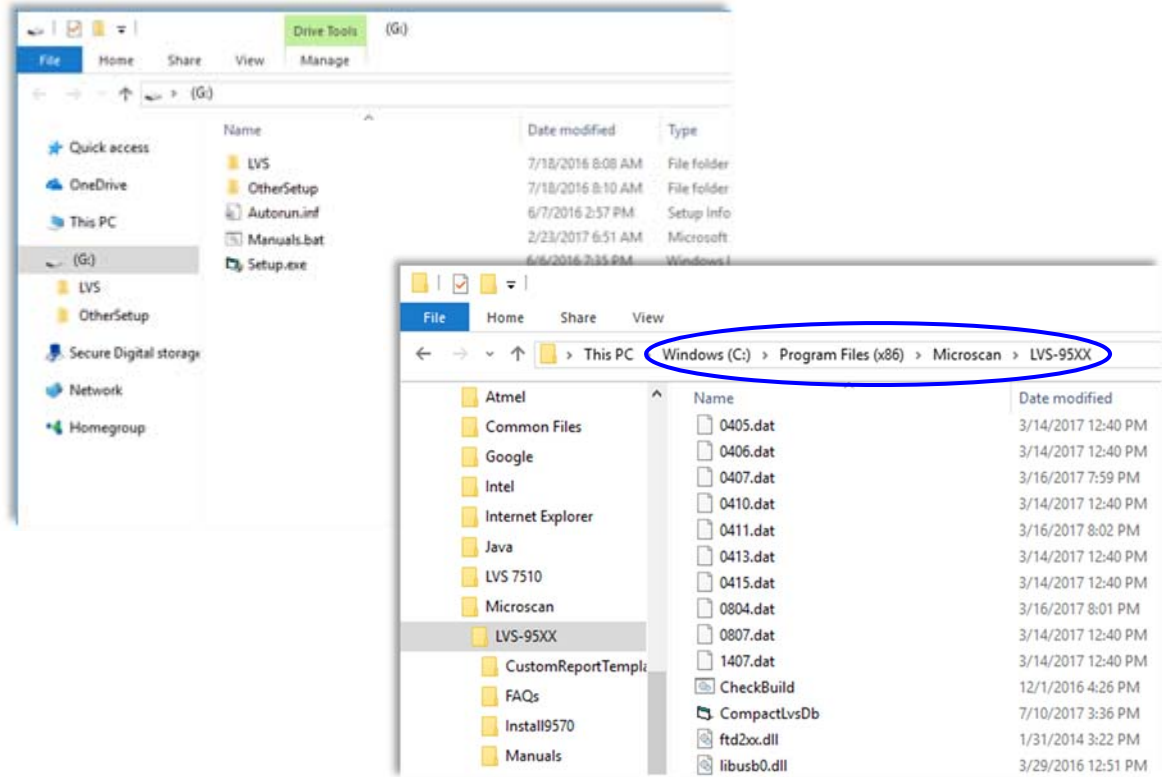 Drive Tools (G:)
File Home Share View Manage
(G:)
Name Date modified Type
Quick access
LVS 7/18/2016 8:08 AM File folder
OneDrive
OtherSetup 7/18/2016 8:10 AM File folder
Autorun.inf 6/7/2016 2:57 PM Setup Info
This PC
Manuals.bat 2/23/2017 6:51 AM Microsoft
(G:)
Setup.exe 6/6/2016 7:35 PM Windows
LVS
OtherSetup
Secure Digital storage
Network
Homegroup
File Home Share View
This PC Windows (C:) Program Files (x86) Microscan LVS-95XX
Name Date modified
Atmel
Common Files
Google
Intel
Internet Explorer
Java
LVS 7510
Microscan
LVS-95XX
CustomReportTempla
FAQs
Install9570
Manuals
0405.dat 3/14/2017 12:40 PM
0406.dat 3/14/2017 12:40 PM
0407.dat 3/16/2017 7:59 PM
0410.dat 3/14/2017 12:40 PM
0411.dat 3/16/2017 8:02 PM
0413.dat 3/14/2017 12:40 PM
0415.dat 3/14/2017 12:40 PM
0804.dat 3/16/2017 8:01 PM
0807.dat 3/14/2017 12:40 PM
1407.dat 3/14/2017 12:40 PM
CheckBuild 12/1/2016 4:26 PM
CompactLvsDb 7/10/2017 3:36 PM
ftd2xx.dll 1/31/2014 3:22 PM
libusb0.dll 3/29/2016 12:51 PM